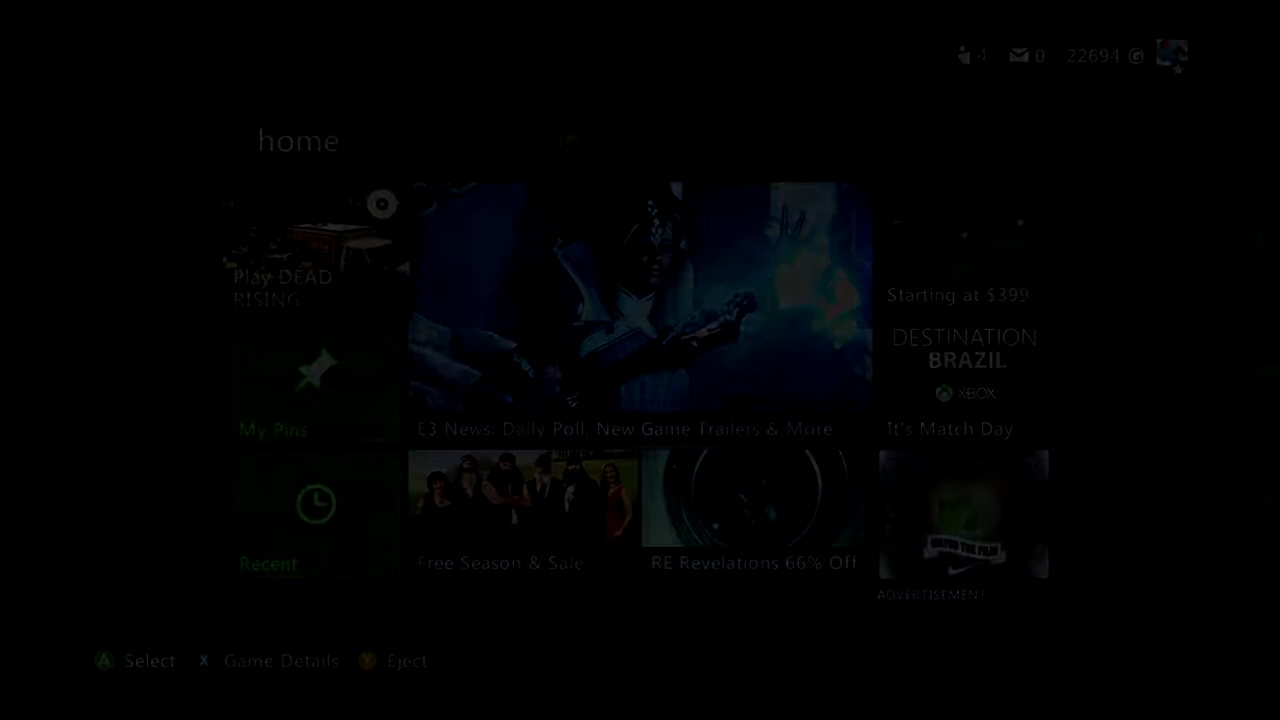 4 0 22694 G
home
Play DEAD
RISING
Starting at $399
DESTINATION
BRAZIL
XBOX
My Pins
E3 News: Daily Poll, New Game Trailers & More
It's Match Day
Recent
Free Season & Sale
RE Revelations 66% Off
ADVERTISEMENT
A Select X Game Details Y Eject